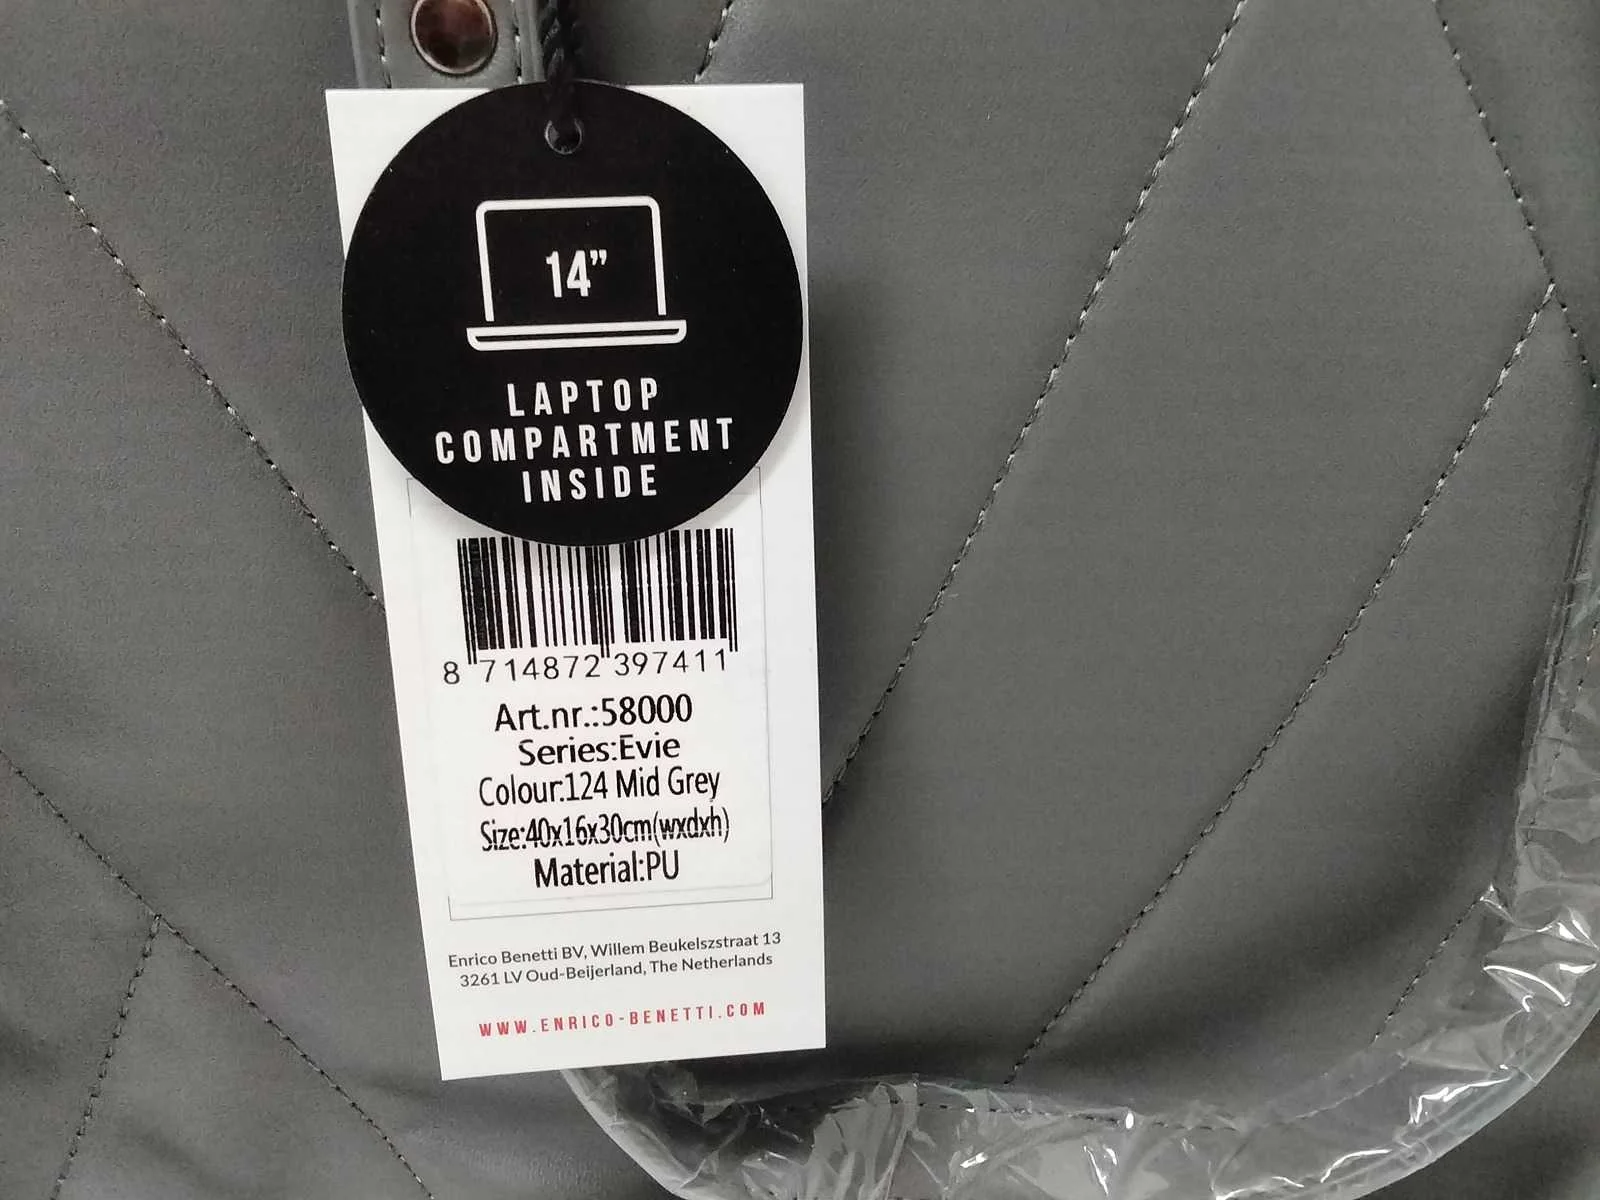 14"
LAPTOP
COMPARTMENT
INSIDE
8 714872 397411
Art.nr.:58000
Series:Evie
Colour:124 Mid Grey
Size:40x16x30cm(wxdxh)
Material:PU
Enrico Benetti BV, Willem Beukelszstraat 13
3261 LV Oud-Beijerland, The Netherlands
WWW.ENRICO-BENETTI.COM